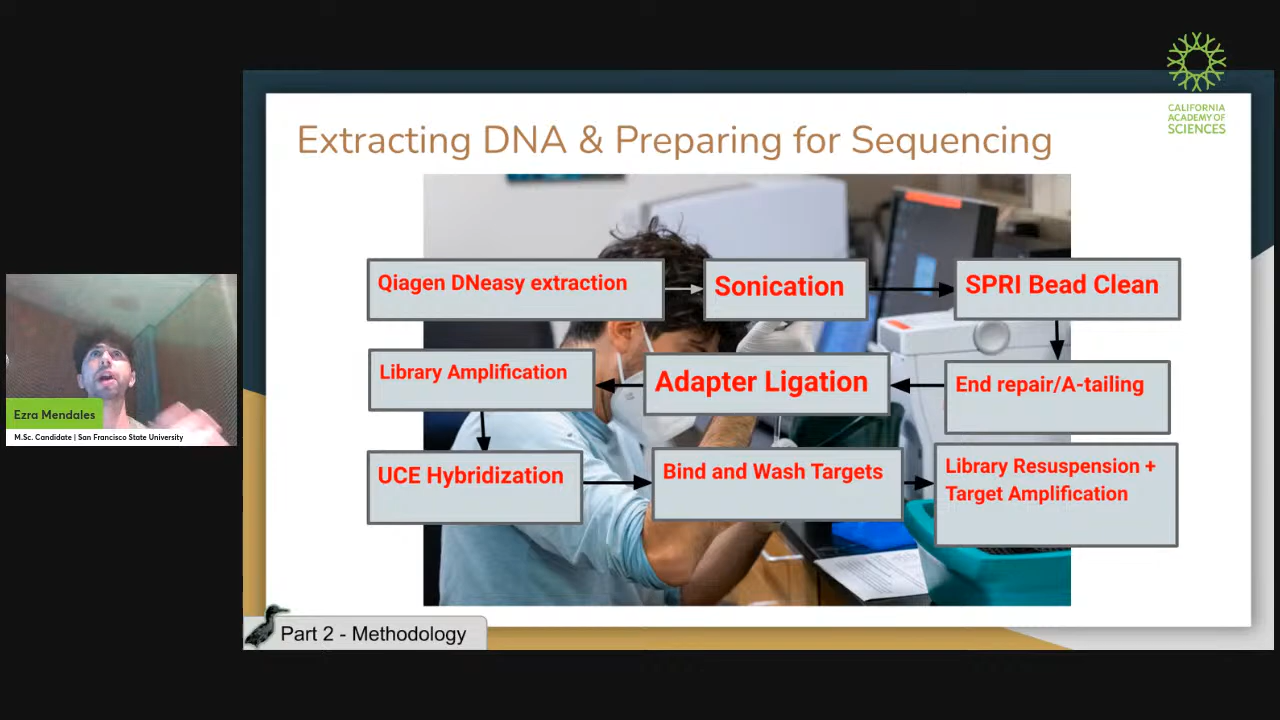 CALIFORNIA
ACADEMY OF
SCIENCES
Extracting DNA & Preparing for Sequencing
Qiagen DNeasy extraction
Sonication
SPRI Bead Clean
End repair/A-tailing
Adapter Ligation
Library Amplification
UCE Hybridization
Bind and Wash Targets
Library Resuspension +
Target Amplification
Ezra Mendales
M.Sc. Candidate | San Francisco State University
Part 2 - Methodology